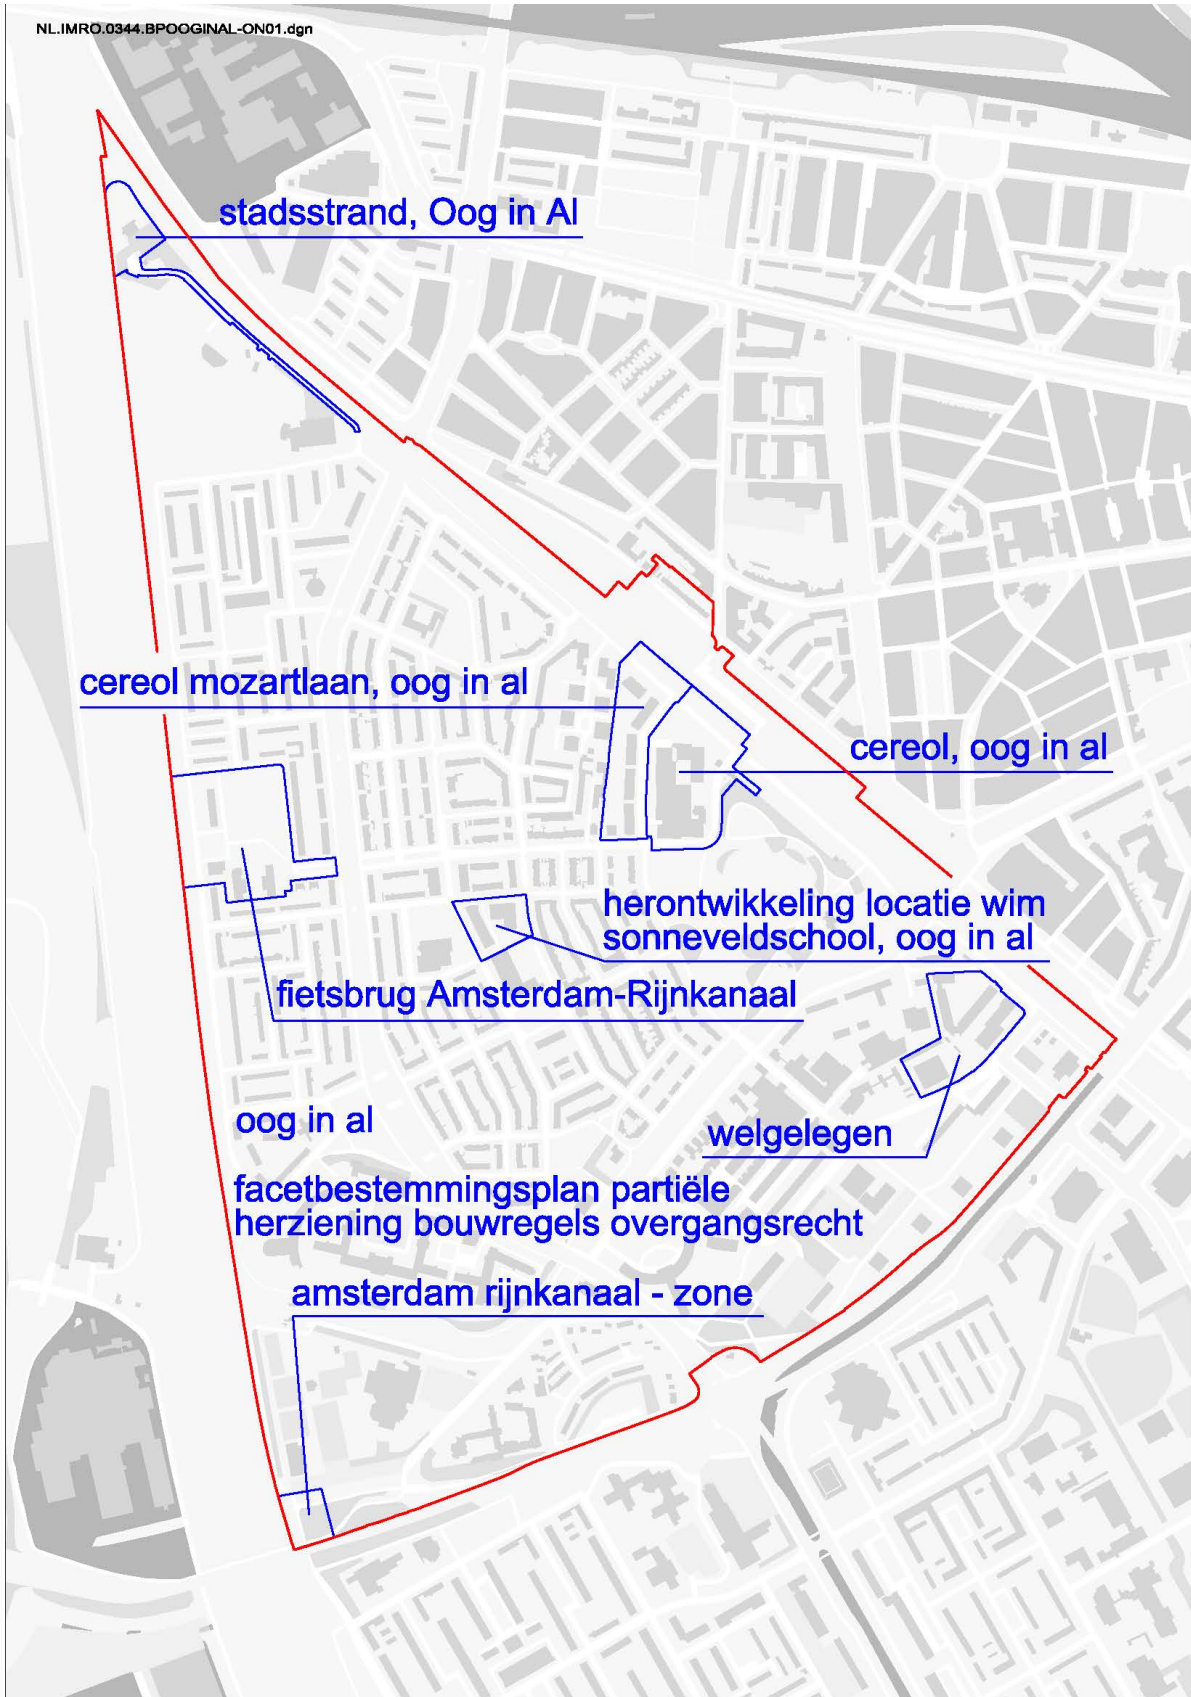 NL.IMRO.0344.BPOOGINAL-ON01.dgn
stadsstrand, Oog in Al
cereol mozartlaan, oog in al
cereol, oog in al
herontwikkeling locatie wim
sonneveldschool, oog in al
fietsbrug Amsterdam-Rijnkanaal
oog in al
welgelegen
facetbestemmingsplan partiële
herziening bouwregels overgangsrecht
amsterdam rijnkanaal - zone